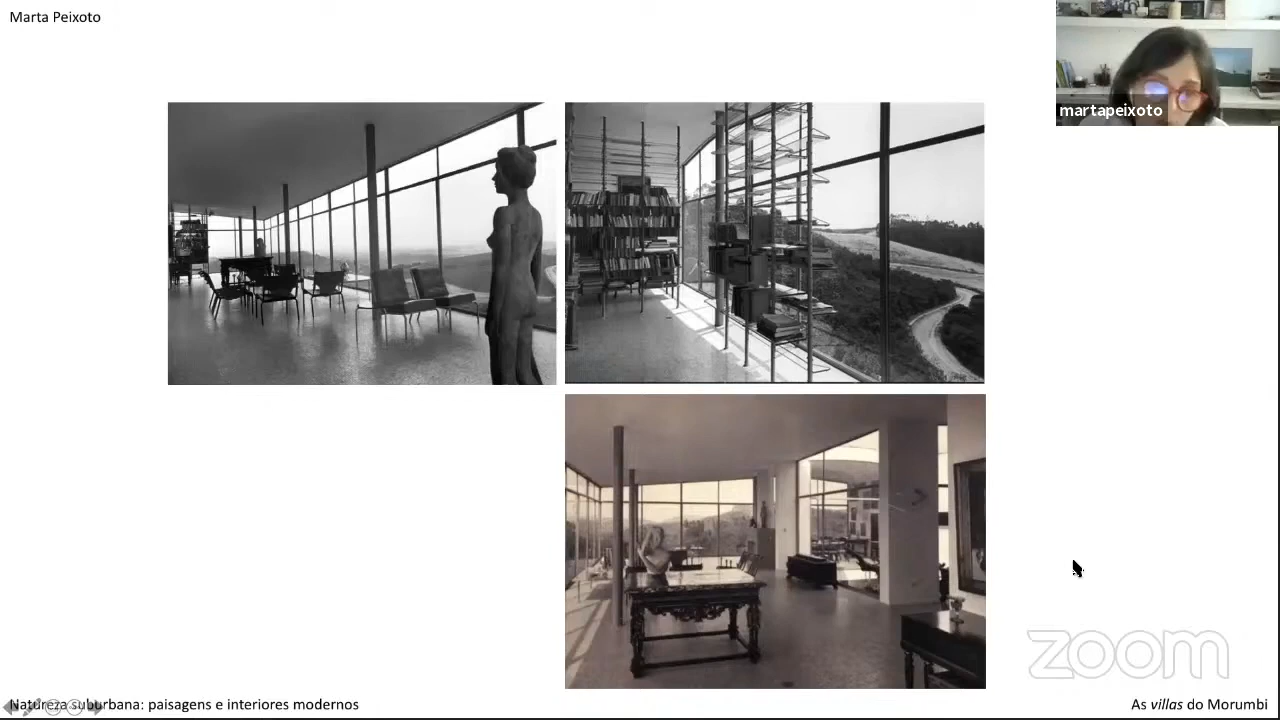 Marta Peixoto
martapeixoto
zoom
Natureza suburbana: paisagens e interiores modernos
As villas do Morumbi